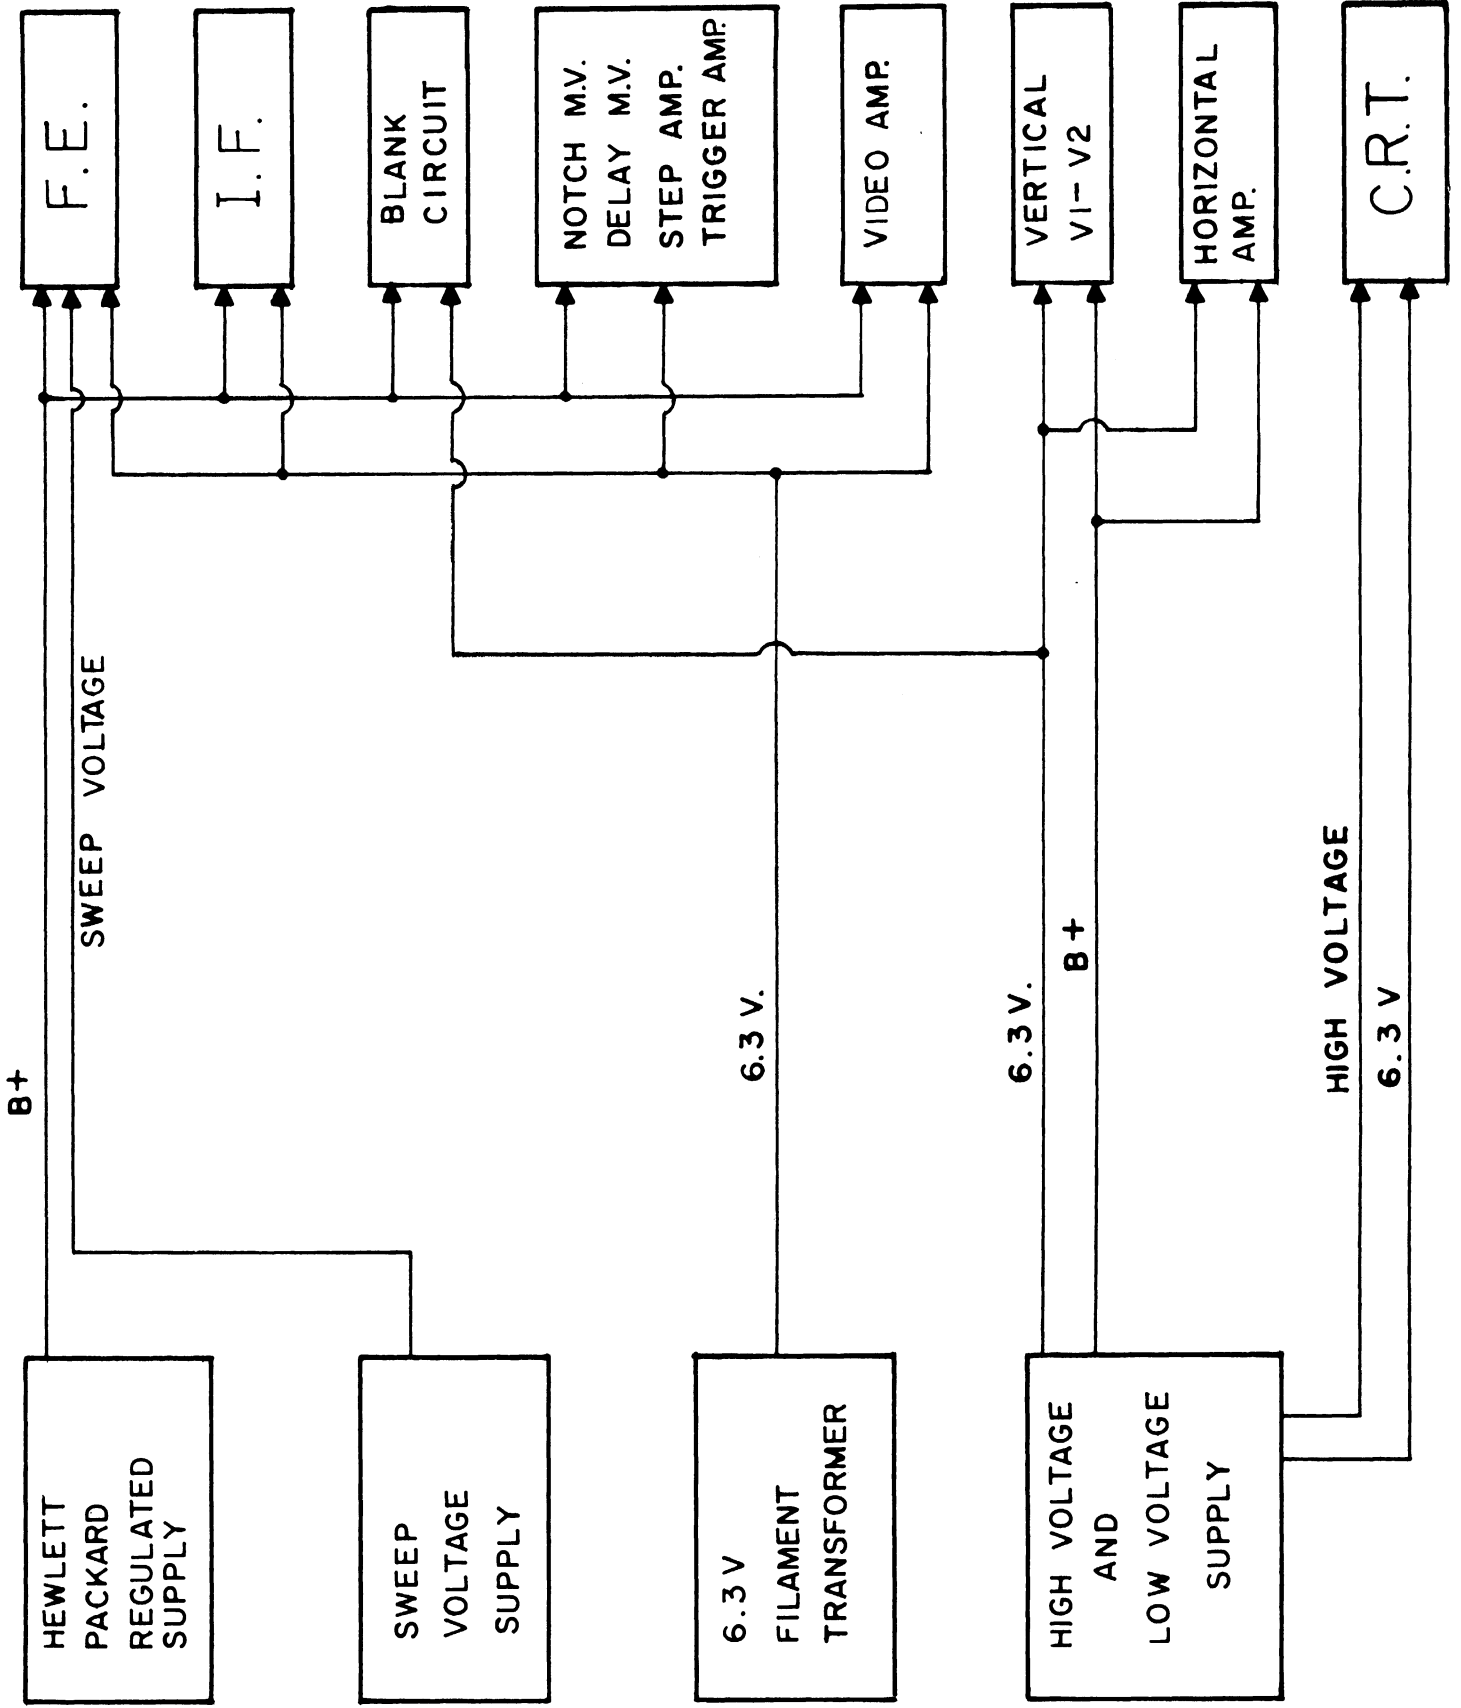 HEWLETT
PACKARD
REGULATED
SUPPLY
B+
F.E.
SWEEP VOLTAGE
I.F.
SWEEP
VOLTAGE
SUPPLY
BLANK
CIRCUIT
NOTCH M.V.
DELAY M.V.
STEP AMP.
TRIGGER AMP.
6.3 V
FILAMENT
TRANSFORMER
6.3 V.
VIDEO AMP.
HIGH VOLTAGE
AND
LOW VOLTAGE
SUPPLY
6.3 V.
B+
VERTICAL
V1-V2
HORIZONTAL
AMP.
HIGH VOLTAGE
6.3 V
C.R.T.